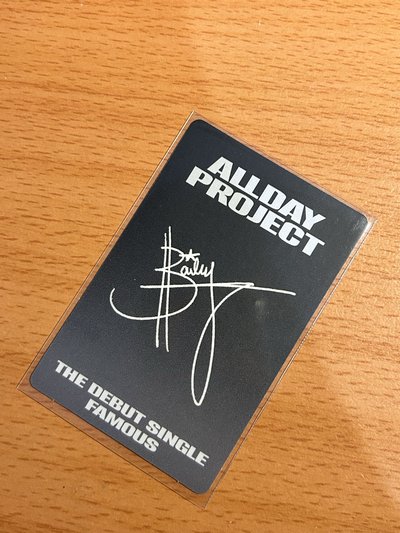 ALLDAY
PROJECT
Bailey
THE DEBUT SINGLE
FAMOUS